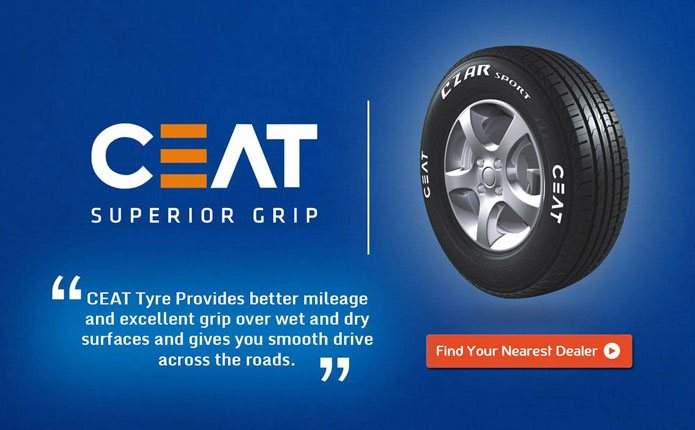 CEAT
SUPERIOR GRIP
“CEAT Tyre Provides better mileage
and excellent grip over wet and dry
surfaces and gives you smooth drive
across the roads.”
CZAR SPORT
CEAT
CEAT
Find Your Nearest Dealer